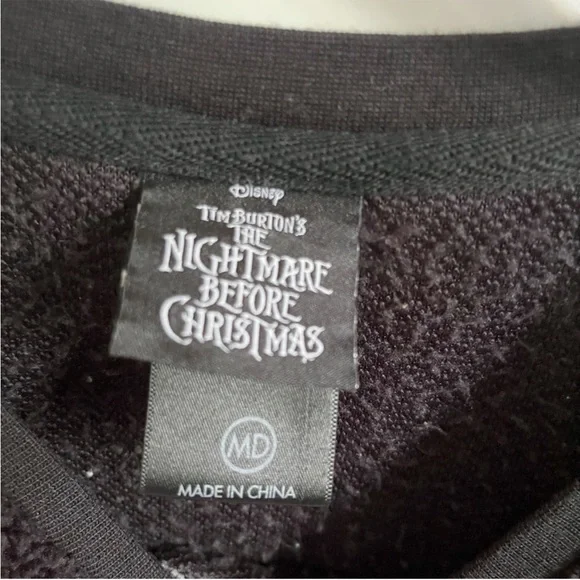 Disney
TIM BURTON'S
THE
NIGHTMARE
BEFORE
CHRISTMAS
MD
MADE IN CHINA